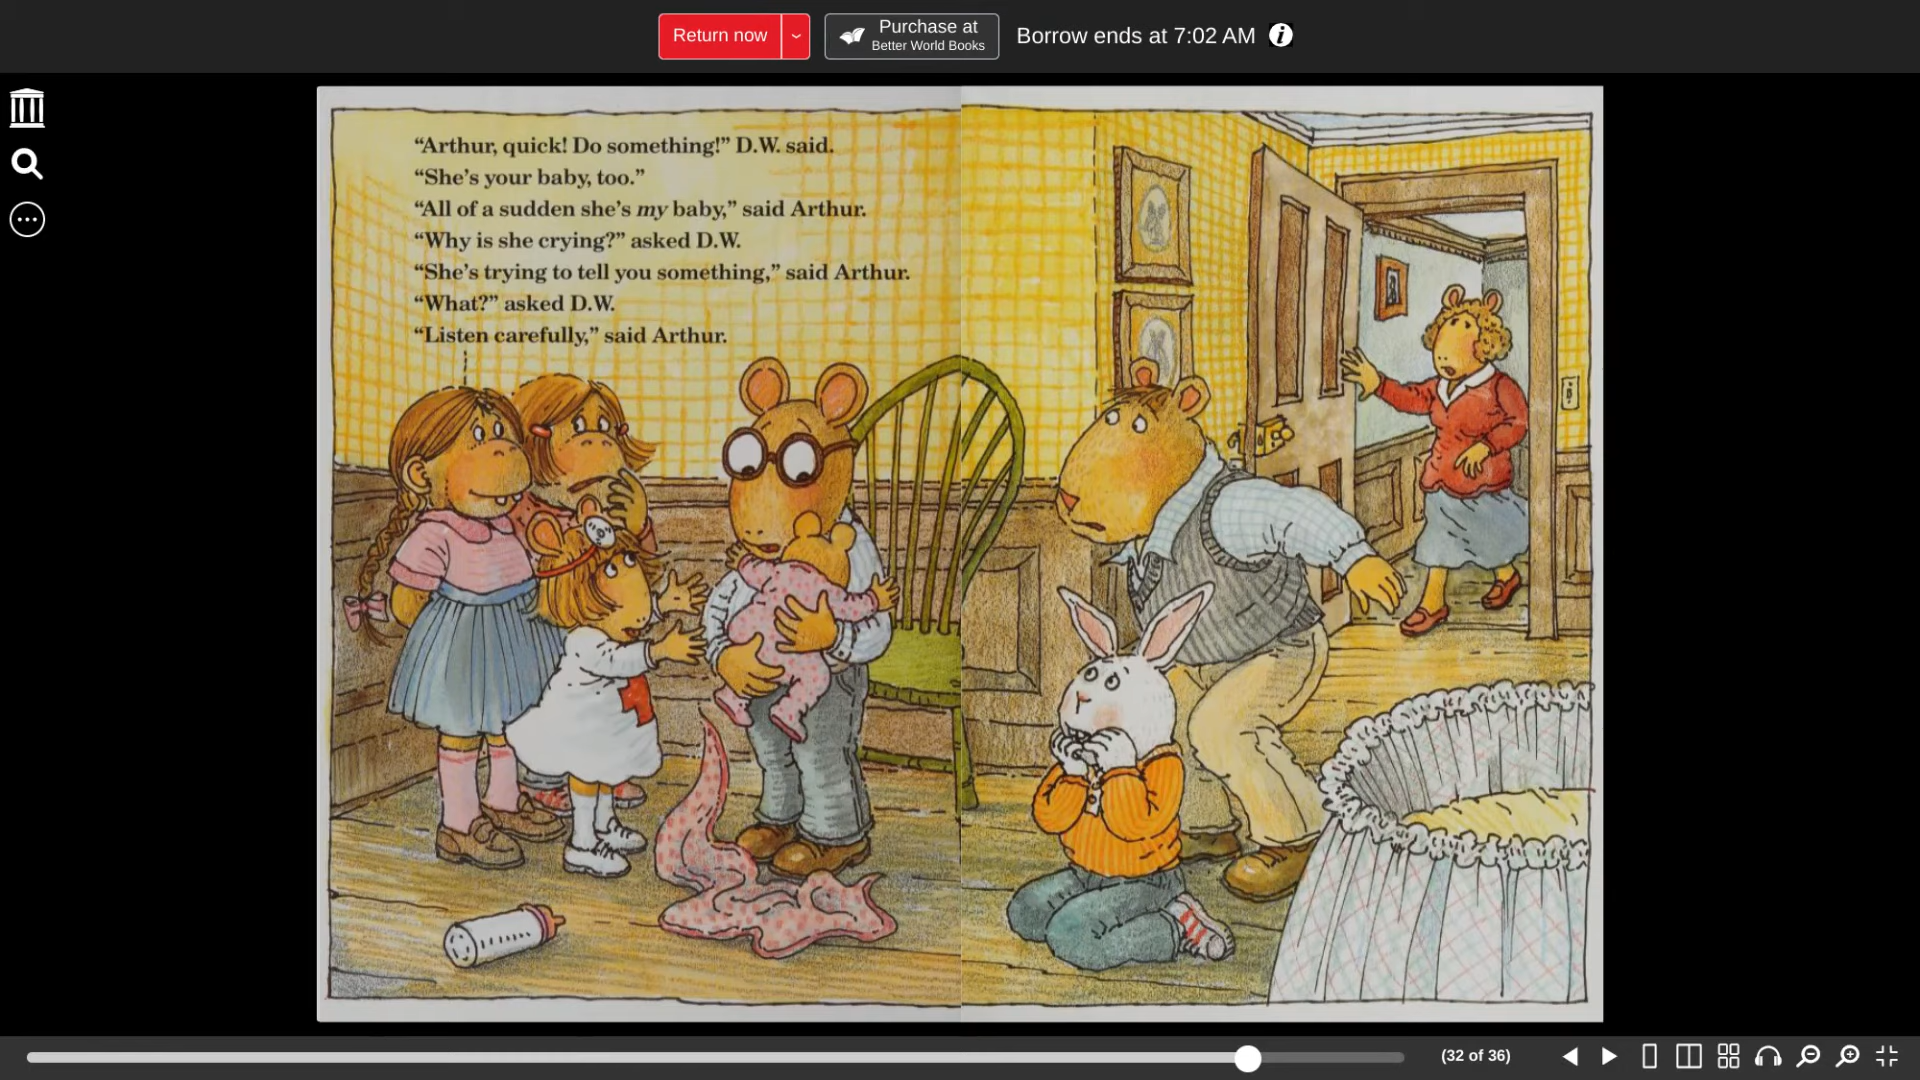 Return now
Purchase at
Better World Books
Borrow ends at 7:02 AM
“Arthur, quick! Do something!” D.W. said.
“She’s your baby, too.”
“All of a sudden she’s my baby,” said Arthur.
“Why is she crying?” asked D.W.
“She’s trying to tell you something,” said Arthur.
“What?” asked D.W.
“Listen carefully,” said Arthur.
(32 of 36)